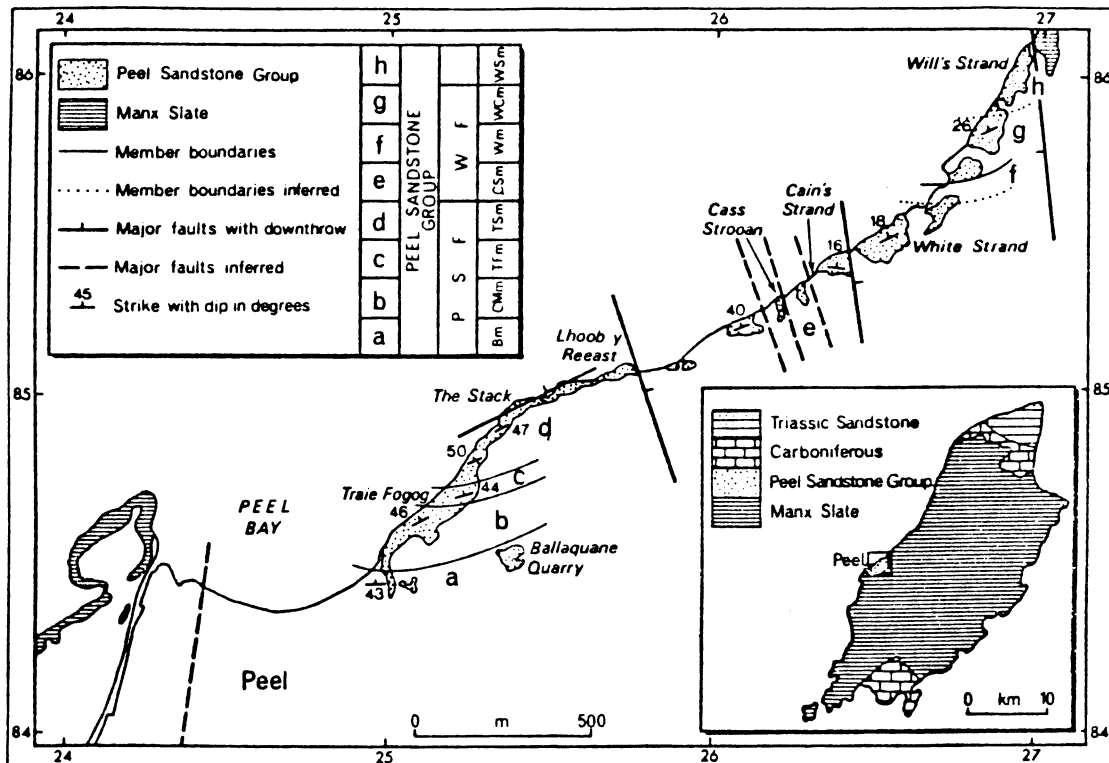 24
25
26
27
86
86
85
85
84
84
24
25
26
27
Peel Sandstone Group
Manx Slate
Member boundaries
Member boundaries inferred
Major faults with downthrow
Major faults inferred
45
Strike with dip in degrees
h
g
f
e
d
c
b
a
PEEL SANDSTONE
GROUP
W F
P S F
WSm
WCm
Wm
CSm
TSm
Tfm
CMm
Bm
Will's Strand
h
26
g
f
Cain's
Strand
Cass
Strooan
18
16
White Strand
40
e
Lhoob y
Reeast
The Stack
47
d
50
c
44
Traie Fogog
46
b
PEEL
BAY
Ballaquane
Quarry
a
43
Peel
0 m 500
Triassic Sandstone
Carboniferous
Peel Sandstone Group
Manx Slate
Peel
0 km 10